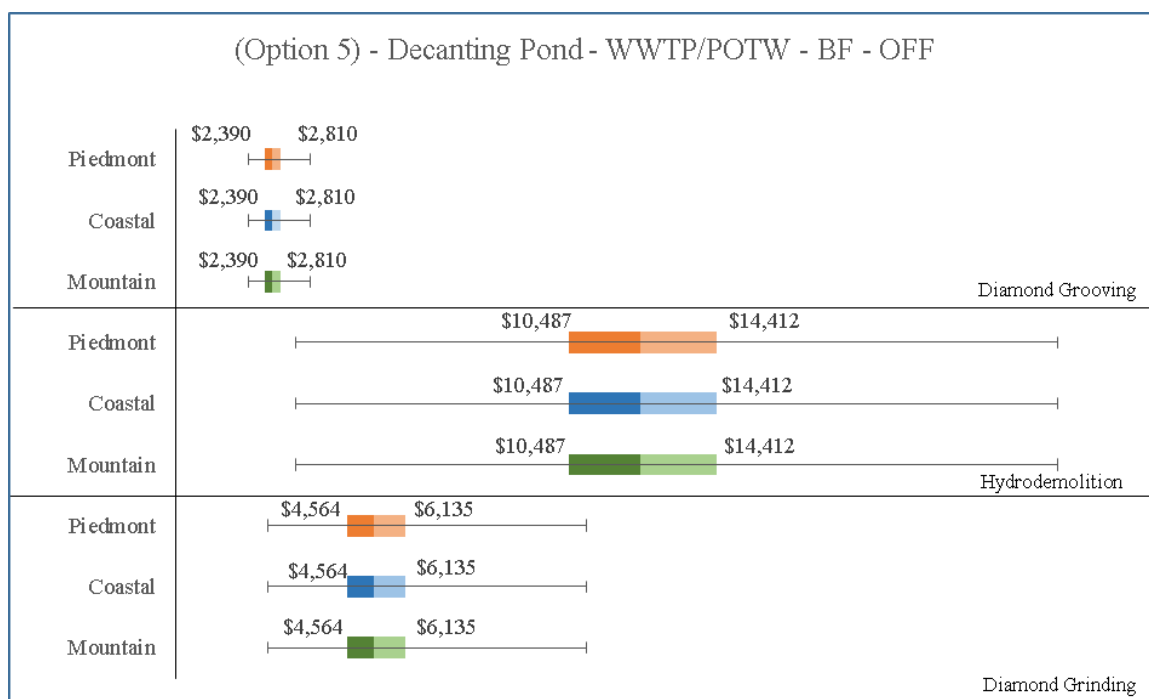 (Option 5) - Decanting Pond - WWTP/POTW - BF - OFF
$2,390 $2,810
Piedmont
$2,390 $2,810
Coastal
$2,390 $2,810
Mountain
Diamond Grooving
$10,487 $14,412
Piedmont
$10,487 $14,412
Coastal
$10,487 $14,412
Mountain
Hydrodemolition
$4,564 $6,135
Piedmont
$4,564 $6,135
Coastal
$4,564 $6,135
Mountain
Diamond Grinding